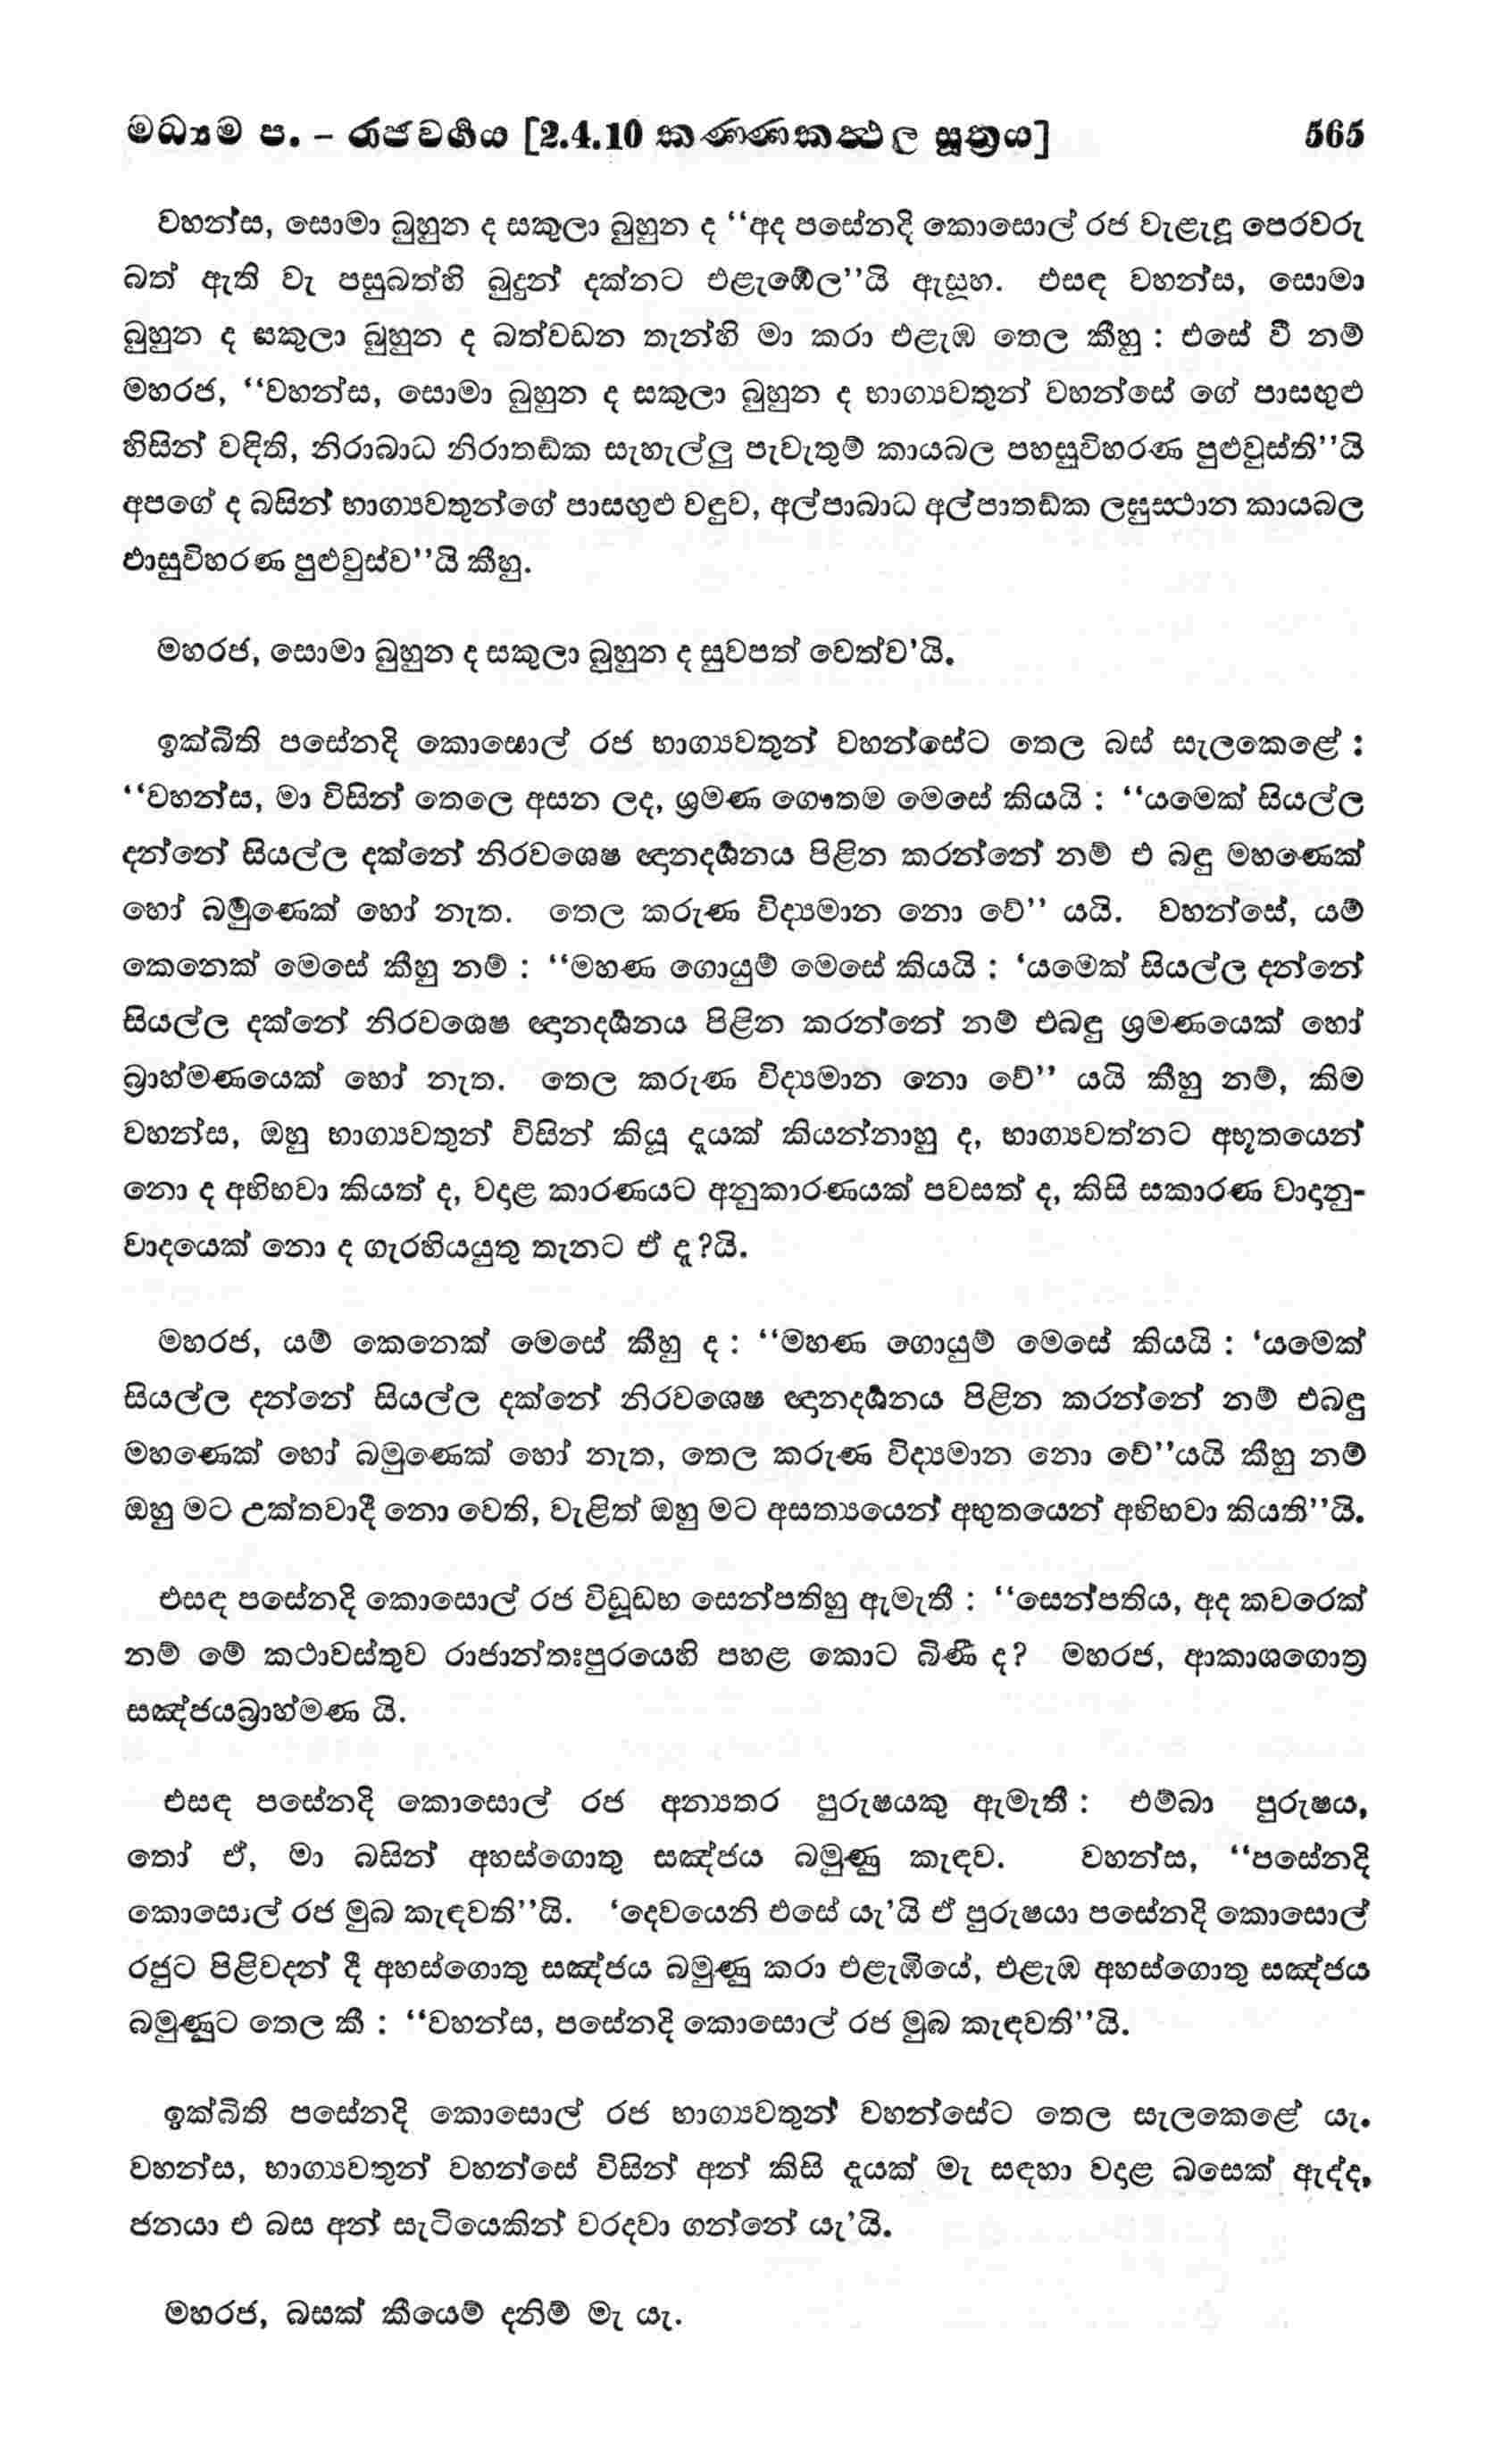 මධ්‍යම ප. – රාජවර්‍ගය [2.4.10 කණ්ණකත්‍ථල සූත්‍රය] 565
වහන්ස, සොමා බුහුන ද සකුලා බුහුන ද ‘‘අද පසේනදි කොසොල් රජ වැළැඳූ පෙරවරු
බත් ඇති වැ පසුබත්හි බුදුන් දක්නට එළැඹේල’’යි ඇසූහ. එසඳ වහන්ස, සොමා
බුහුන ද සකුලා බුහුන ද බත්වඩන තැන්හි මා කරා එළැඹ තෙල කීහු : එසේ වී නම්
මහරජ, ‘‘වහන්ස, සොමා බුහුන ද සකුලා බුහුන ද භාග්‍යවතුන් වහන්සේ ගේ පාසඟුළු
හිසින් වඳිති, නිරාබාධ නිරාතඞ්ක සැහැල්ලු පැවැතුම් කායබල පහසුවිහරණ පුළුවුස්ති’’යි
අපගේ ද බසින් භාග්‍යවතුන්ගේ පාසඟුළු වඳුව, අල්පාබාධ අල්පාතඞ්ක ලඝුස්‍ථාන කායබල
ඵාසුවිහරණ පුළුවුස්ව’’යි කීහු.
මහරජ, සොමා බුහුන ද සකුලා බුහුන ද සුවපත් වෙත්ව’යි.
ඉක්බිති පසේනදි කොසොල් රජ භාග්‍යවතුන් වහන්සේට තෙල බස් සැලකෙළේ :
‘‘වහන්ස, මා විසින් තෙලෙ අසන ලද, ශ්‍රමණ ගෞතම මෙසේ කියයි : ‘‘යමෙක් සියල්ල
දන්නේ සියල්ල දක්නේ නිරවශෙෂ ඥානදර්‍ශනය පිළින කරන්නේ නම් එ බඳු මහණෙක්
හෝ බමුණෙක් හෝ නැත. තෙල කරුණ විද්‍යමාන නො වේ’’ යයි. වහන්සේ, යම්
කෙනෙක් මෙසේ කීහු නම් : ‘‘මහණ ගොයුම් මෙසේ කියයි : ‘යමෙක් සියල්ල දන්නේ
සියල්ල දක්නේ නිරවශෙෂ ඥානදර්‍ශනය පිළින කරන්නේ නම් එබඳු ශ්‍රමණයෙක් හෝ
බ්‍රාහ්මණයෙක් හෝ නැත. තෙල කරුණ විද්‍යමාන නො වේ’’ යයි කීහු නම්, කිම
වහන්ස, ඔහු භාග්‍යවතුන් විසින් කියූ දෑයක් කියන්නාහු ද, භාග්‍යවත්නට අභූතයෙන්
නො ද අභිභවා කියත් ද, වදාළ කාරණයට අනුකාරණයක් පවසත් ද, කිසි සකාරණ වාදානු-
වාදයෙක් නො ද ගැරහියයුතු තැනට ඒ දෑ?යි.
මහරජ, යම් කෙනෙක් මෙසේ කීහු ද : ‘‘මහණ ගොයුම් මෙසේ කියයි : ‘යමෙක්
සියල්ල දන්නේ සියල්ල දක්නේ නිරවශෙෂ ඥානදර්‍ශනය පිළින කරන්නේ නම් එබඳු
මහණෙක් හෝ බමුණෙක් හෝ නැත, තෙල කරුණ විද්‍යමාන නො වේ’’යයි කීහු නම්
ඔහු මට උක්තවාදී නො වෙති, වැළිත් ඔහු මට අසත්‍යයෙන් අභූතයෙන් අභිභවා කියති’’යි.
එසඳ පසේනදි කොසොල් රජ විඩූඩභ සෙන්පතිහු ඇමැතී : ‘‘සෙන්පතිය, අද කවරෙක්
නම් මේ කථාවස්තුව රාජාන්තඃපුරයෙහි පහළ කොට බිණී ද? මහරජ, ආකාශගොත්‍ර
සඤ්ජයබ්‍රාහ්මණ යි.
එසඳ පසේනදි කොසොල් රජ අන්‍යතර පුරුෂයකු ඇමැතී : එම්බා පුරුෂය,
තෝ ඒ, මා බසින් අහස්ගොතු සඤ්ජය බමුණු කැඳව. වහන්ස, ‘‘පසේනදි
කොසොල් රජ මුබ කැඳවති’’යි. ‘දෙවයෙනි එසේ යැ’යි ඒ පුරුෂයා පසේනදි කොසොල්
රජුට පිළිවදන් දී අහස්ගොතු සඤ්ජය බමුණු කරා එළැඹියේ, එළැඹ අහස්ගොතු සඤ්ජය
බමුණුට තෙල කී : ‘‘වහන්ස, පසේනදි කොසොල් රජ මුබ කැඳවති’’යි.
ඉක්බිති පසේනදි කොසොල් රජ භාග්‍යවතුන් වහන්සේට තෙල සැලකෙළේ යැ.
වහන්ස, භාග්‍යවතුන් වහන්සේ විසින් අන් කිසි දෑයක් මැ සඳහා වදාළ බසෙක් ඇද්ද,
ජනයා එ බස අන් සැටියෙකින් වරදවා ගන්නේ යැ’යි.
මහරජ, බසක් කීයෙම් දනිම් මැ යැ.